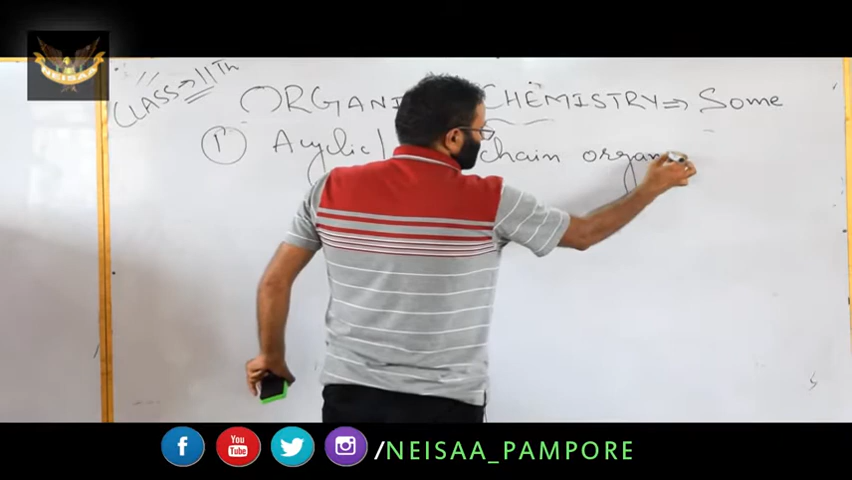 NEISAA
CLASS → 11Th
ORGANI CHEMISTRY ⇒ Some
1 Acyclic/ chain organ
/NEISAA_PAMPORE